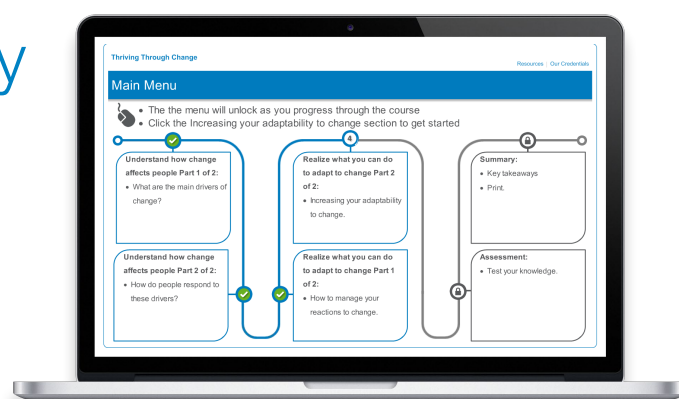 y
Thriving Through Change
Resources | Our Credentials
Main Menu
• The the menu will unlock as you progress through the course
• Click the Increasing your adaptability to change section to get started
4
Understand how change
affects people Part 1 of 2:
• What are the main drivers of
change?
Realize what you can do
to adapt to change Part 2
of 2:
• Increasing your adaptability
to change.
Summary:
• Key takeaways
• Print.
Understand how change
affects people Part 2 of 2:
• How do people respond to
these drivers?
Realize what you can do
to adapt to change Part 1
of 2:
• How to manage your
reactions to change.
Assessment:
• Test your knowledge.